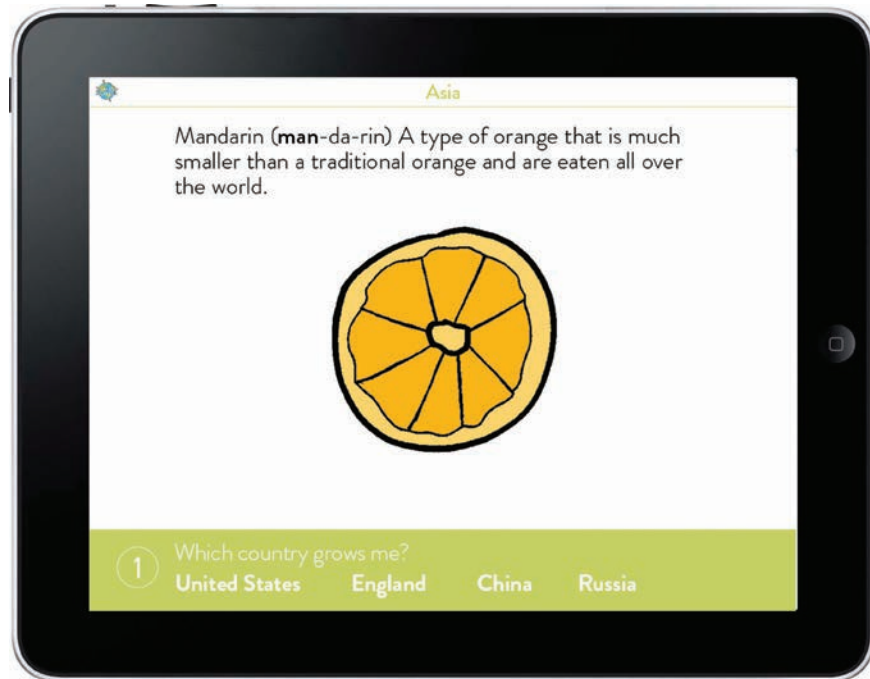 Asia
Mandarin (man-da-rin) A type of orange that is much
smaller than a traditional orange and are eaten all over
the world.
1
Which country grows me?
United States England China Russia